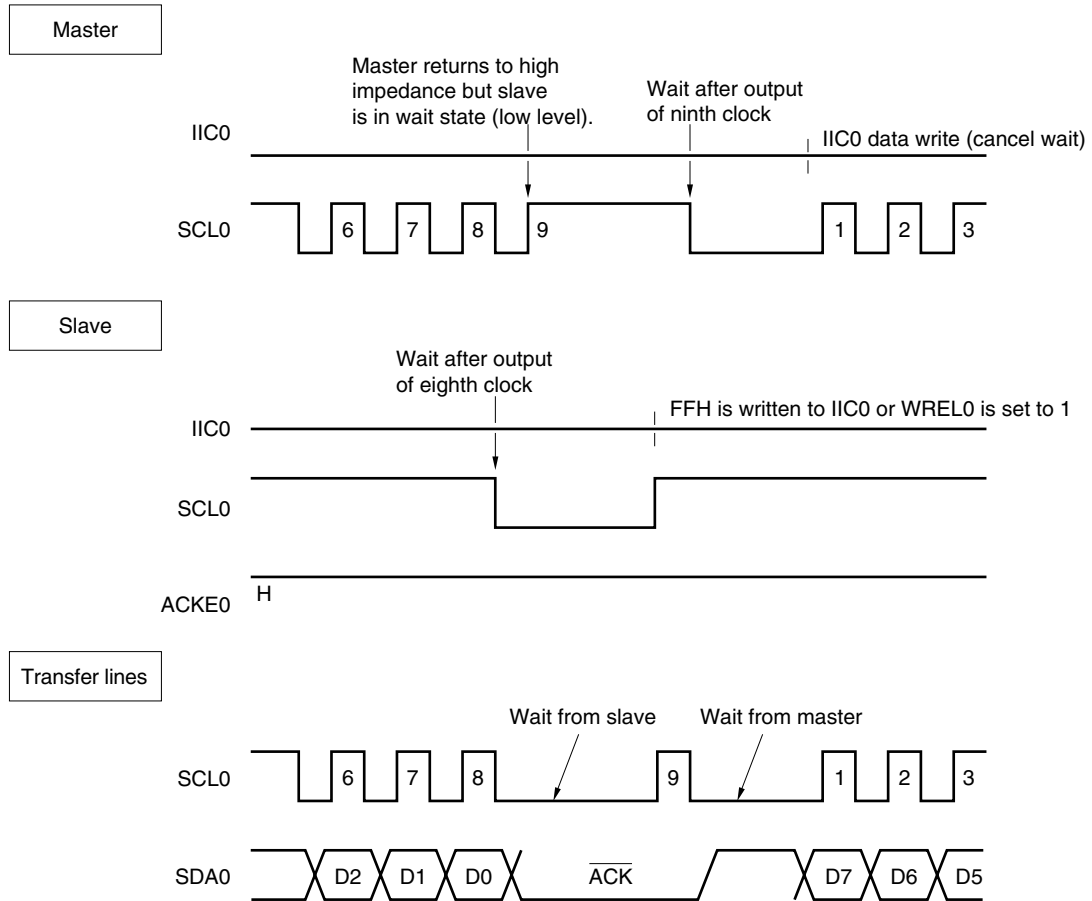 Master
Master returns to high
impedance but slave
is in wait state (low level).
Wait after output
of ninth clock
IIC0
IIC0 data write (cancel wait)
SCL0
6 7 8 9 1 2 3
Slave
Wait after output
of eighth clock
FFH is written to IIC0 or WREL0 is set to 1
IIC0
SCL0
H
ACKE0
Transfer lines
Wait from slave Wait from master
SCL0 6 7 8 9 1 2 3
SDA0 D2 D1 D0 A̅C̅K̅ D7 D6 D5